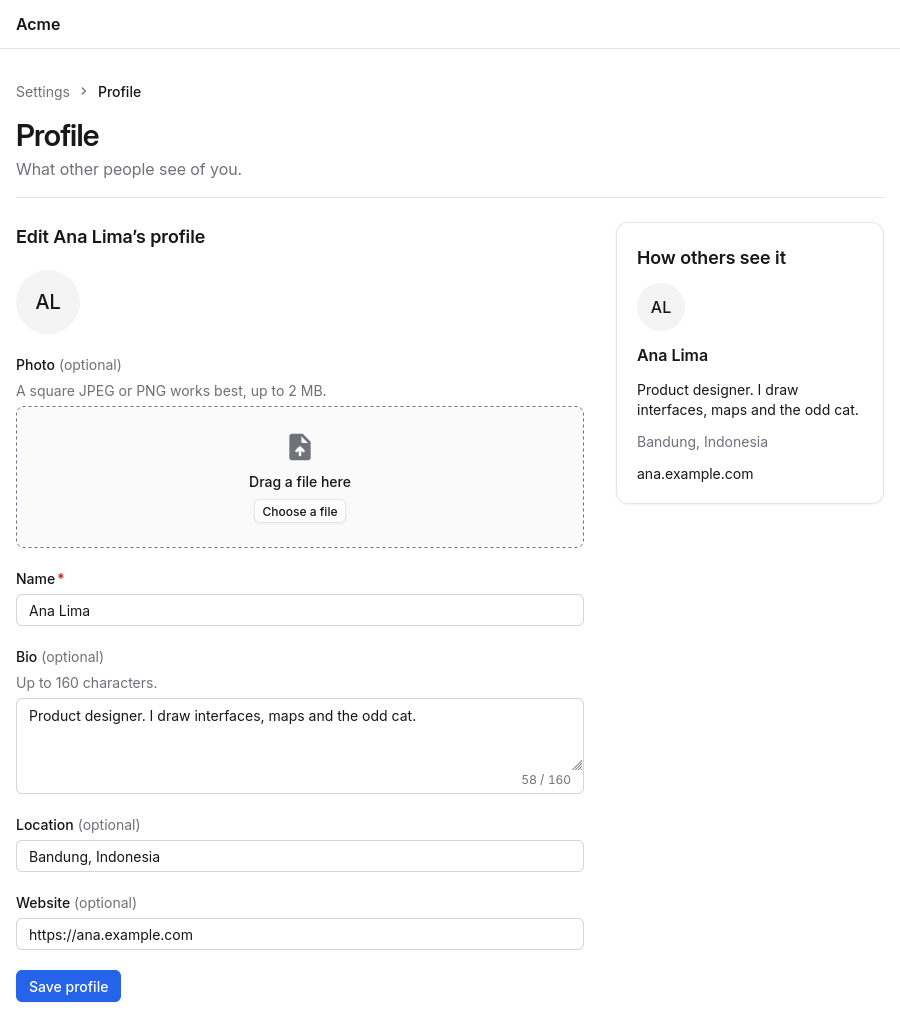 Acme
Settings > Profile
Profile
What other people see of you.
Edit Ana Lima’s profile
AL
Photo (optional)
A square JPEG or PNG works best, up to 2 MB.
Drag a file here
Choose a file
Name*
Ana Lima
Bio (optional)
Up to 160 characters.
Product designer. I draw interfaces, maps and the odd cat.
58 / 160
Location (optional)
Bandung, Indonesia
Website (optional)
https://ana.example.com
Save profile
How others see it
AL
Ana Lima
Product designer. I draw
interfaces, maps and the odd cat.
Bandung, Indonesia
ana.example.com